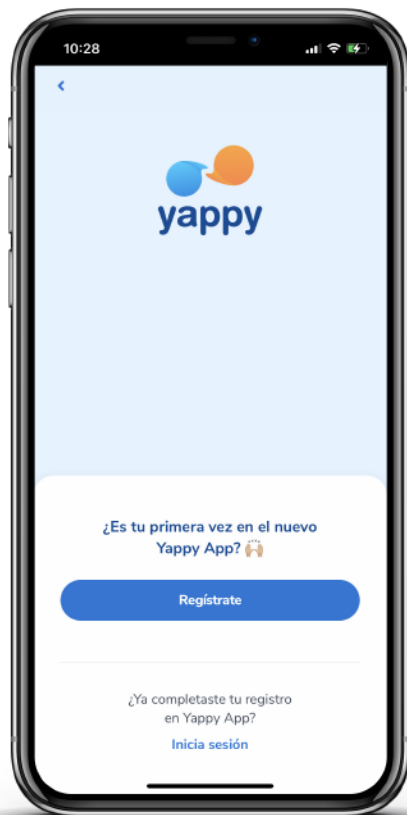 10:28
yappy
¿Es tu primera vez en el nuevo
Yappy App? 🙌🏼
Regístrate
¿Ya completaste tu registro
en Yappy App?
Inicia sesión